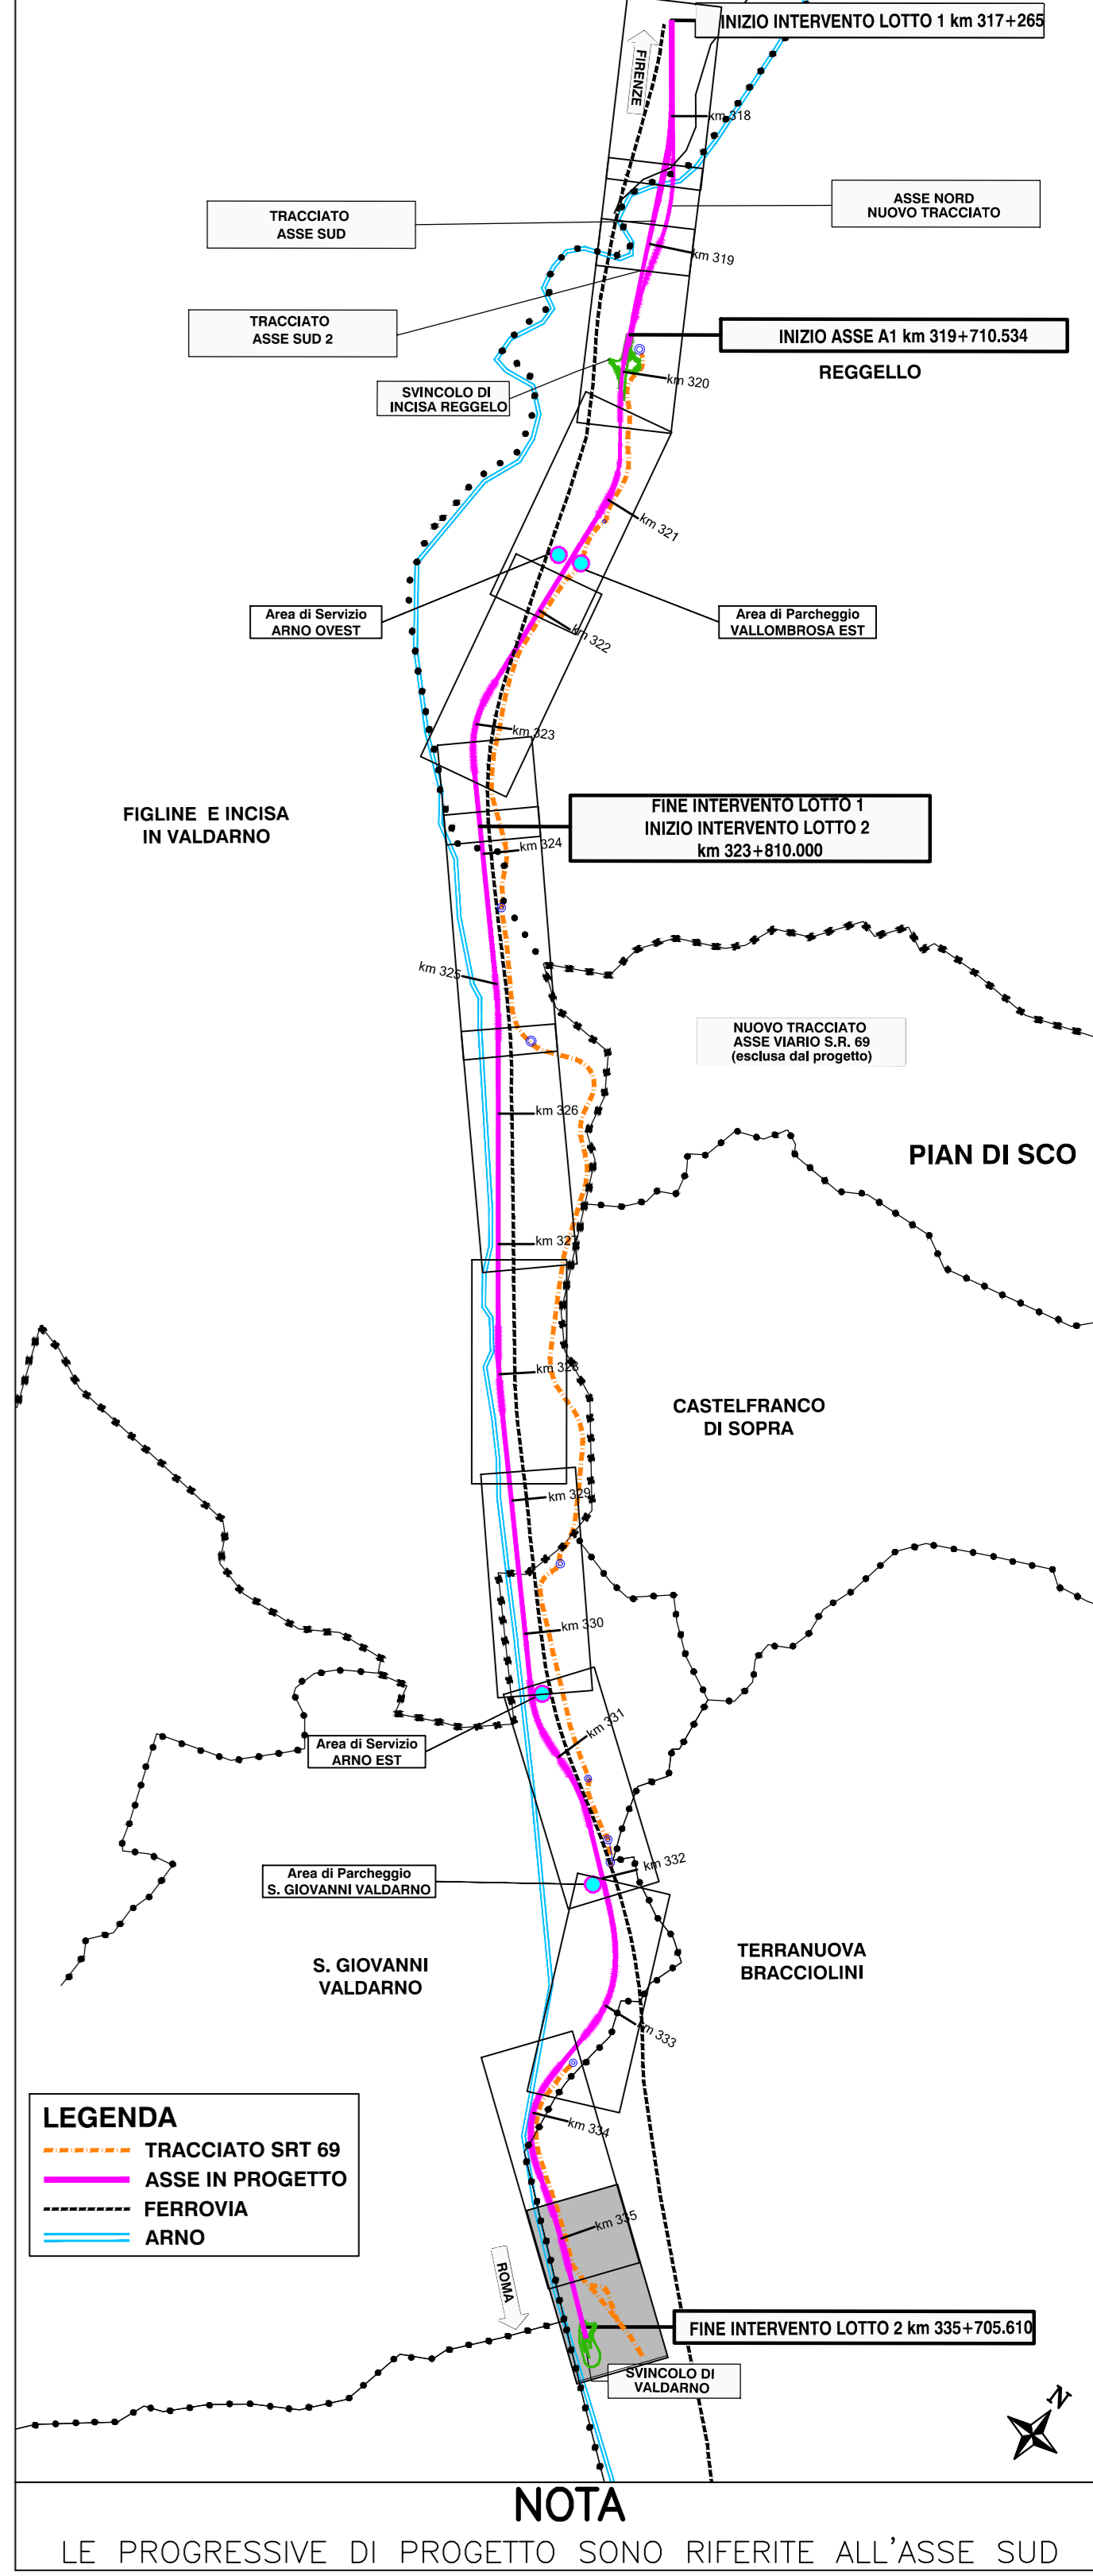 INIZIO INTERVENTO LOTTO 1 km 317+265
FIRENZE
km 318
ASSE NORD
NUOVO TRACCIATO
TRACCIATO
ASSE SUD
km 319
TRACCIATO
ASSE SUD 2
INIZIO ASSE A1 km 319+710.534
REGGELLO
km 320
SVINCOLO DI
INCISA REGGELO
km 321
Area di Servizio
ARNO OVEST
Area di Parcheggio
VALLOMBROSA EST
km 322
km 323
FIGLINE E INCISA
IN VALDARNO
FINE INTERVENTO LOTTO 1
INIZIO INTERVENTO LOTTO 2
km 323+810.000
km 324
km 325
NUOVO TRACCIATO
ASSE VIARIO S.R. 69
(esclusa dal progetto)
km 326
PIAN DI SCO
km 327
km 328
CASTELFRANCO
DI SOPRA
km 329
km 330
km 331
Area di Servizio
ARNO EST
km 332
Area di Parcheggio
S. GIOVANNI VALDARNO
TERRANUOVA
BRACCIOLINI
S. GIOVANNI
VALDARNO
km 333
km 334
LEGENDA
TRACCIATO SRT 69
ASSE IN PROGETTO
FERROVIA
ARNO
km 335
ROMA
FINE INTERVENTO LOTTO 2 km 335+705.610
SVINCOLO DI
VALDARNO
N
NOTA
LE PROGRESSIVE DI PROGETTO SONO RIFERITE ALL'ASSE SUD